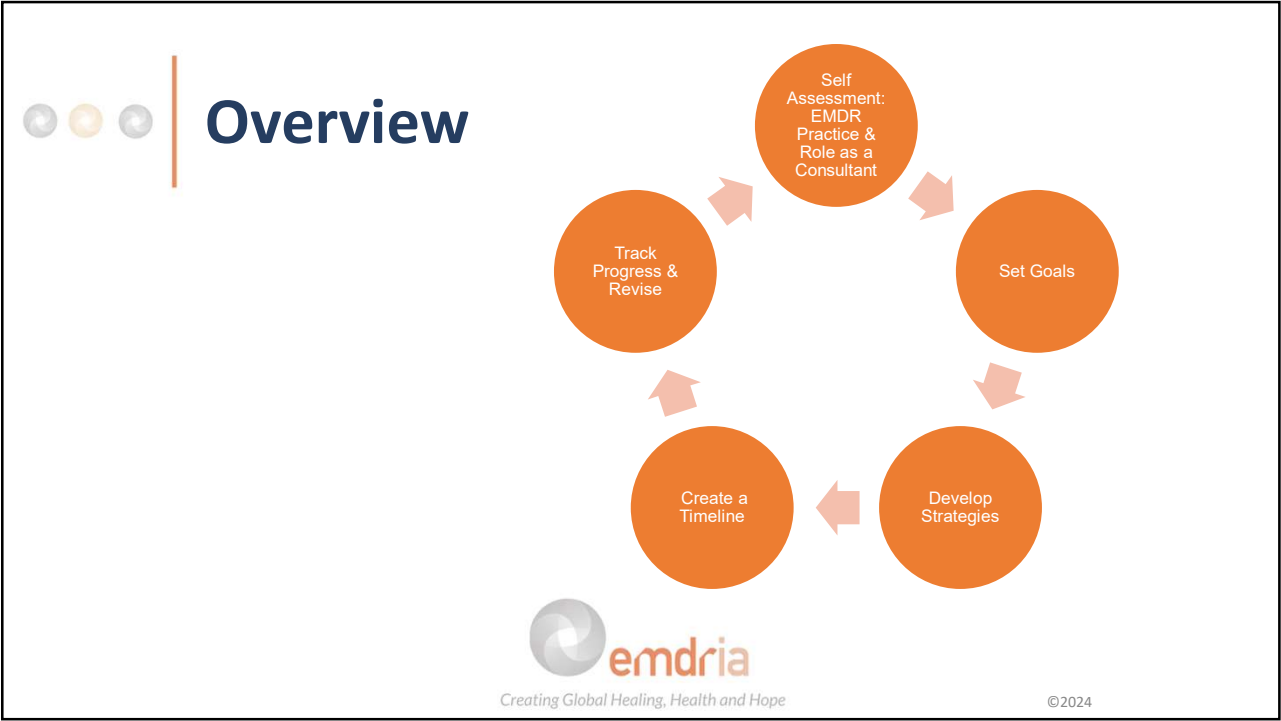 Overview
Self
Assessment:
EMDR
Practice &
Role as a
Consultant
Set Goals
Develop
Strategies
Create a
Timeline
Track
Progress &
Revise
emdria
Creating Global Healing, Health and Hope
©2024